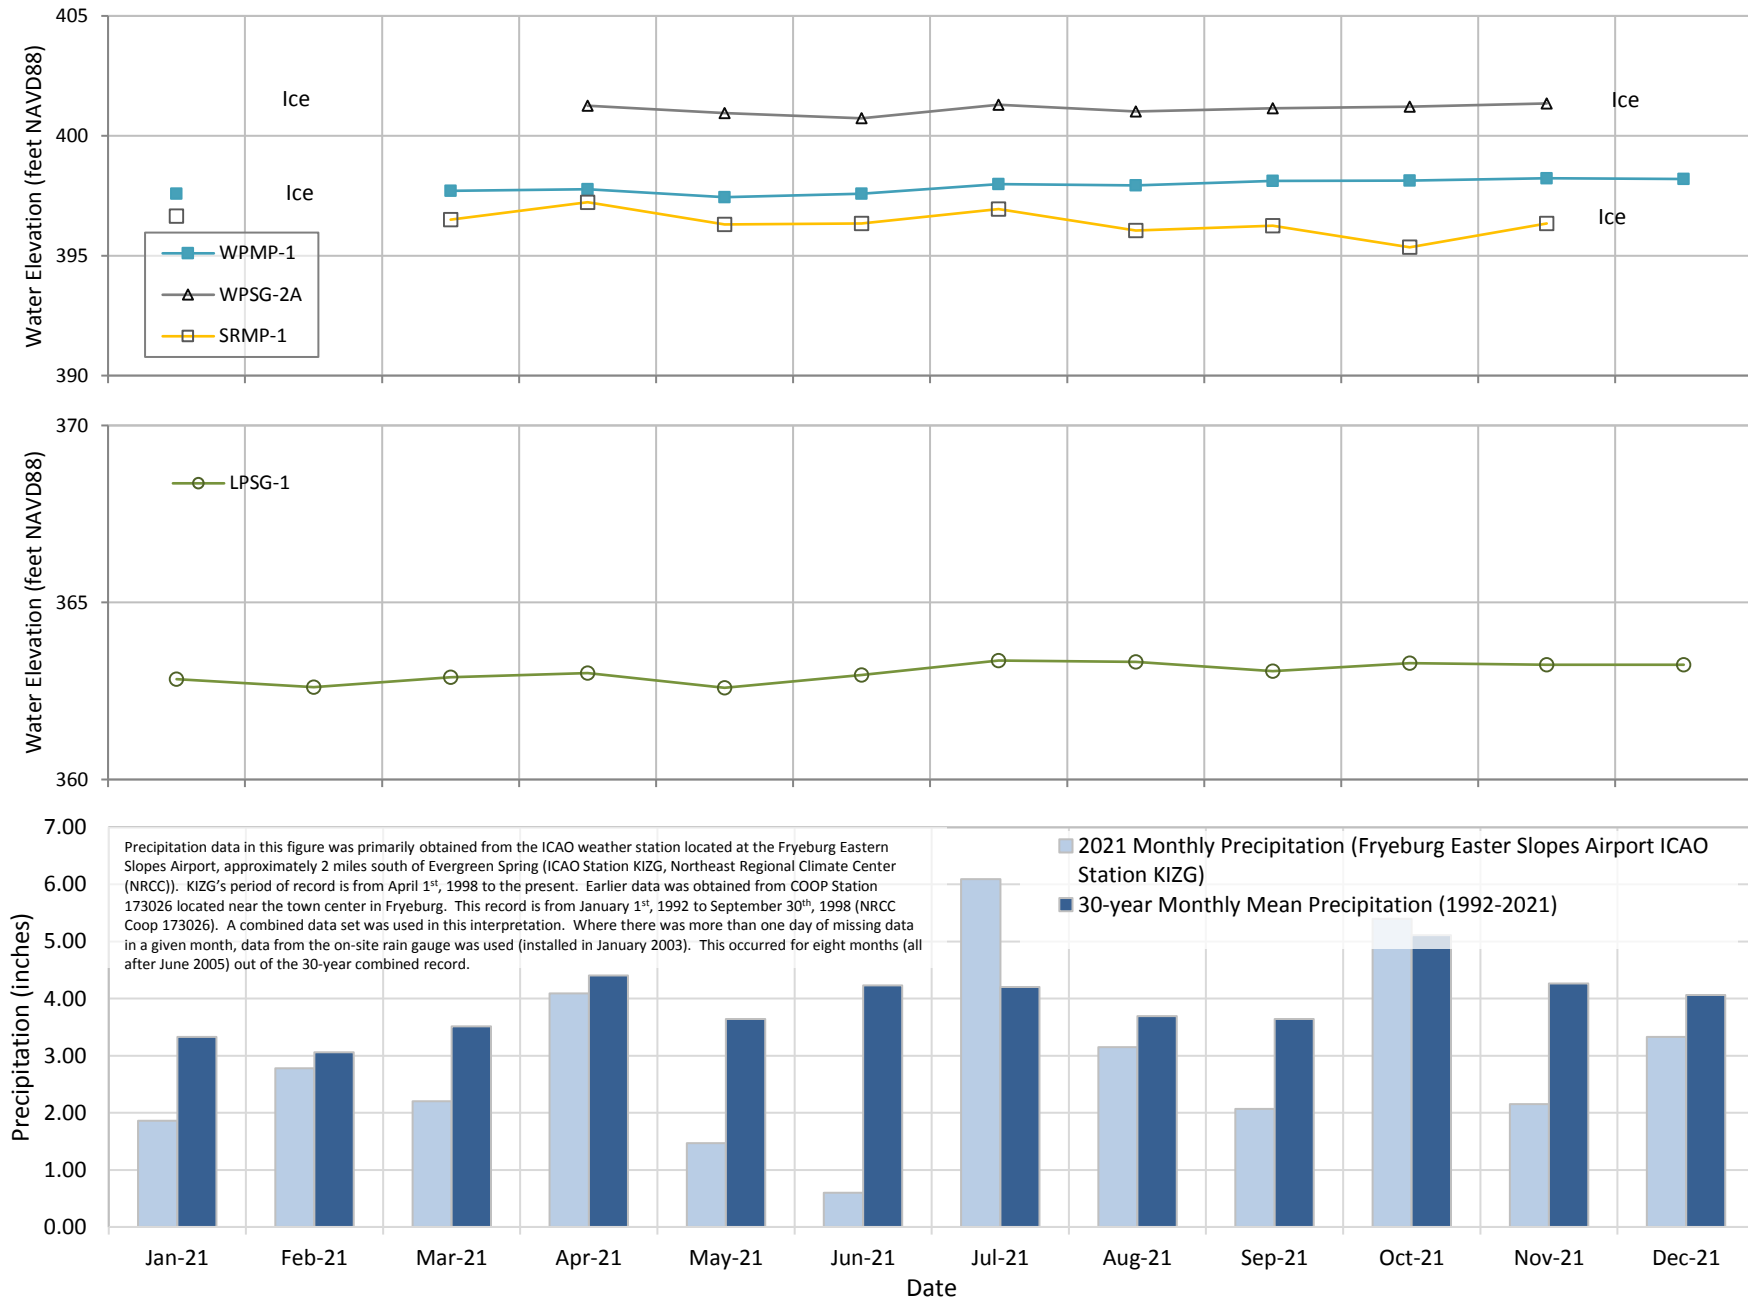 405
400
395
390
Water Elevation (feet NAVD88)
Ice
Ice
Ice
Ice
WPMP-1
WPSG-2A
SRMP-1
370
365
360
Water Elevation (feet NAVD88)
LPSG-1
7.00
6.00
5.00
4.00
3.00
2.00
1.00
0.00
Precipitation (inches)
Precipitation data in this figure was primarily obtained from the ICAO weather station located at the Fryeburg Eastern
Slopes Airport, approximately 2 miles south of Evergreen Spring (ICAO Station KIZG, Northeast Regional Climate Center
(NRCC)). KIZG's period of record is from April 1st, 1998 to the present. Earlier data was obtained from COOP Station
173026 located near the town center in Fryeburg. This record is from January 1st, 1992 to September 30th, 1998 (NRCC
Coop 173026). A combined data set was used in this interpretation. Where there was more than one day of missing data
in a given month, data from the on-site rain gauge was used (installed in January 2003). This occurred for eight months (all
after June 2005) out of the 30-year combined record.
2021 Monthly Precipitation (Fryeburg Easter Slopes Airport ICAO
Station KIZG)
30-year Monthly Mean Precipitation (1992-2021)
Jan-21 Feb-21 Mar-21 Apr-21 May-21 Jun-21 Jul-21 Aug-21 Sep-21 Oct-21 Nov-21 Dec-21
Date